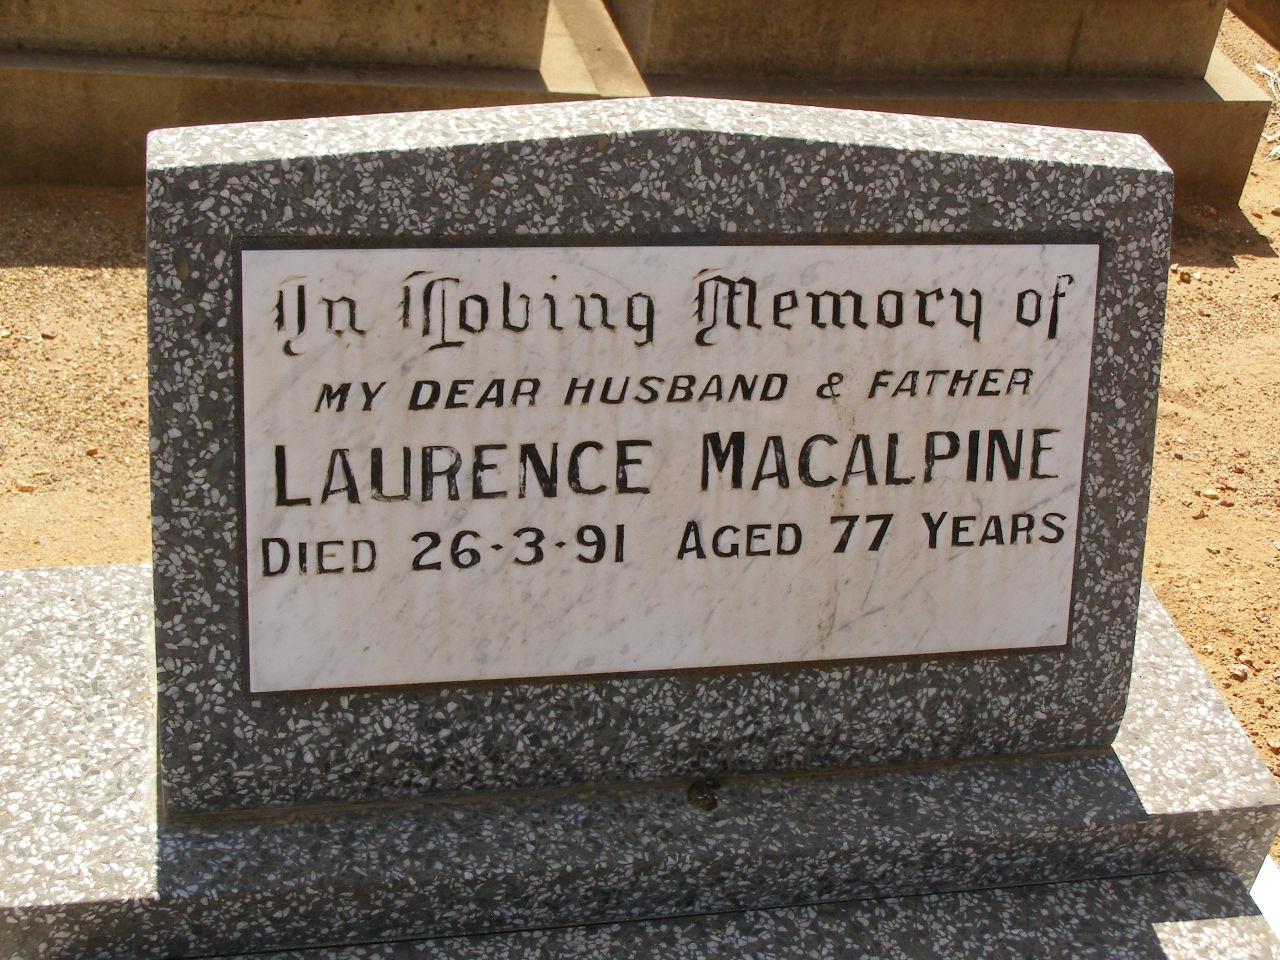 In Loving Memory of
MY DEAR HUSBAND & FATHER
LAURENCE MACALPINE
DIED 26·3·91 AGED 77 YEARS